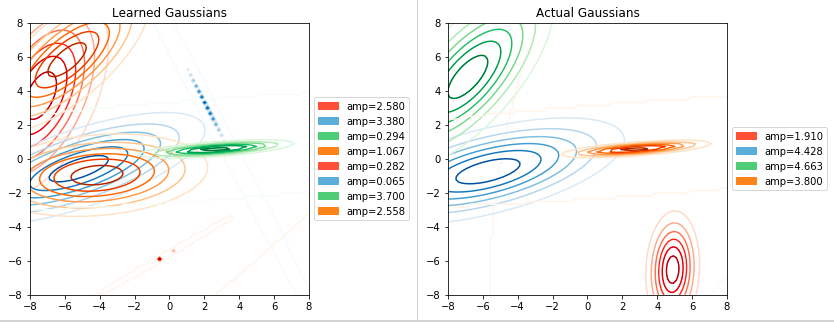 Learned Gaussians
8
6
4
2
0
−2
−4
−6
−8
−8 −6 −4 −2 0 2 4 6 8
amp=2.580
amp=3.380
amp=0.294
amp=1.067
amp=0.282
amp=0.065
amp=3.700
amp=2.558
Actual Gaussians
8
6
4
2
0
−2
−4
−6
−8
−8 −6 −4 −2 0 2 4 6 8
amp=1.910
amp=4.428
amp=4.663
amp=3.800